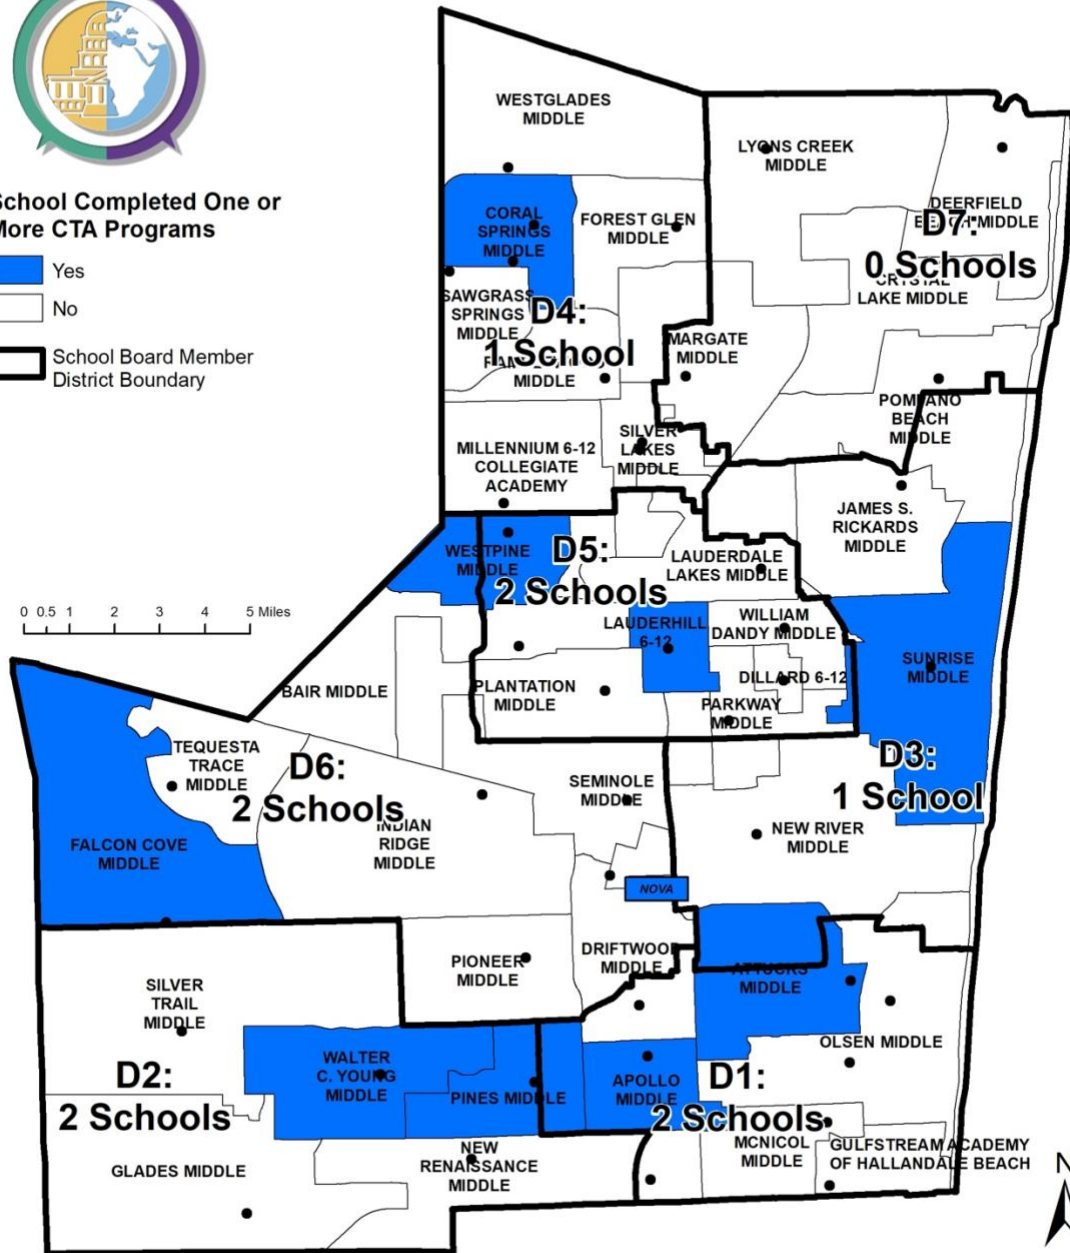 School Completed One or
More CTA Programs
Yes
No
School Board Member
District Boundary
WESTGLADES
MIDDLE
LYONS CREEK
MIDDLE
CORAL
SPRINGS
MIDDLE
FOREST GLEN
MIDDLE
DEERFIELD
BEACH MIDDLE
D7:
0 Schools
CRYSTAL
LAKE MIDDLE
SAWGRASS
SPRINGS
MIDDLE
D4:
1 School
MIDDLE
MARGATE
MIDDLE
POMPANO
BEACH
MIDDLE
SILVER
LAKES
MIDDLE
MILLENNIUM 6-12
COLLEGIATE
ACADEMY
JAMES S.
RICKARDS
MIDDLE
WESTPINE
MIDDLE
D5:
2 Schools
LAUDERDALE
LAKES MIDDLE
0 0.5 1 2 3 4 5 Miles
LAUDERHILL
6-12
WILLIAM
DANDY MIDDLE
SUNRISE
MIDDLE
BAIR MIDDLE
PLANTATION
MIDDLE
DILLARD 6-12
PARKWAY
MIDDLE
TEQUESTA
TRACE
MIDDLE
D6:
2 Schools
D3:
1 School
SEMINOLE
MIDDLE
INDIAN
RIDGE
MIDDLE
NEW RIVER
MIDDLE
FALCON COVE
MIDDLE
NOVA
PIONEER
MIDDLE
DRIFTWOOD
MIDDLE
ATTUCKS
MIDDLE
SILVER
TRAIL
MIDDLE
OLSEN MIDDLE
WALTER
C. YOUNG
MIDDLE
D2:
2 Schools
PINES MIDDLE
APOLLO
MIDDLE
D1:
2 Schools
MCNICOL
MIDDLE
GULFSTREAM ACADEMY
OF HALLANDALE BEACH
GLADES MIDDLE
NEW
RENAISSANCE
MIDDLE
N